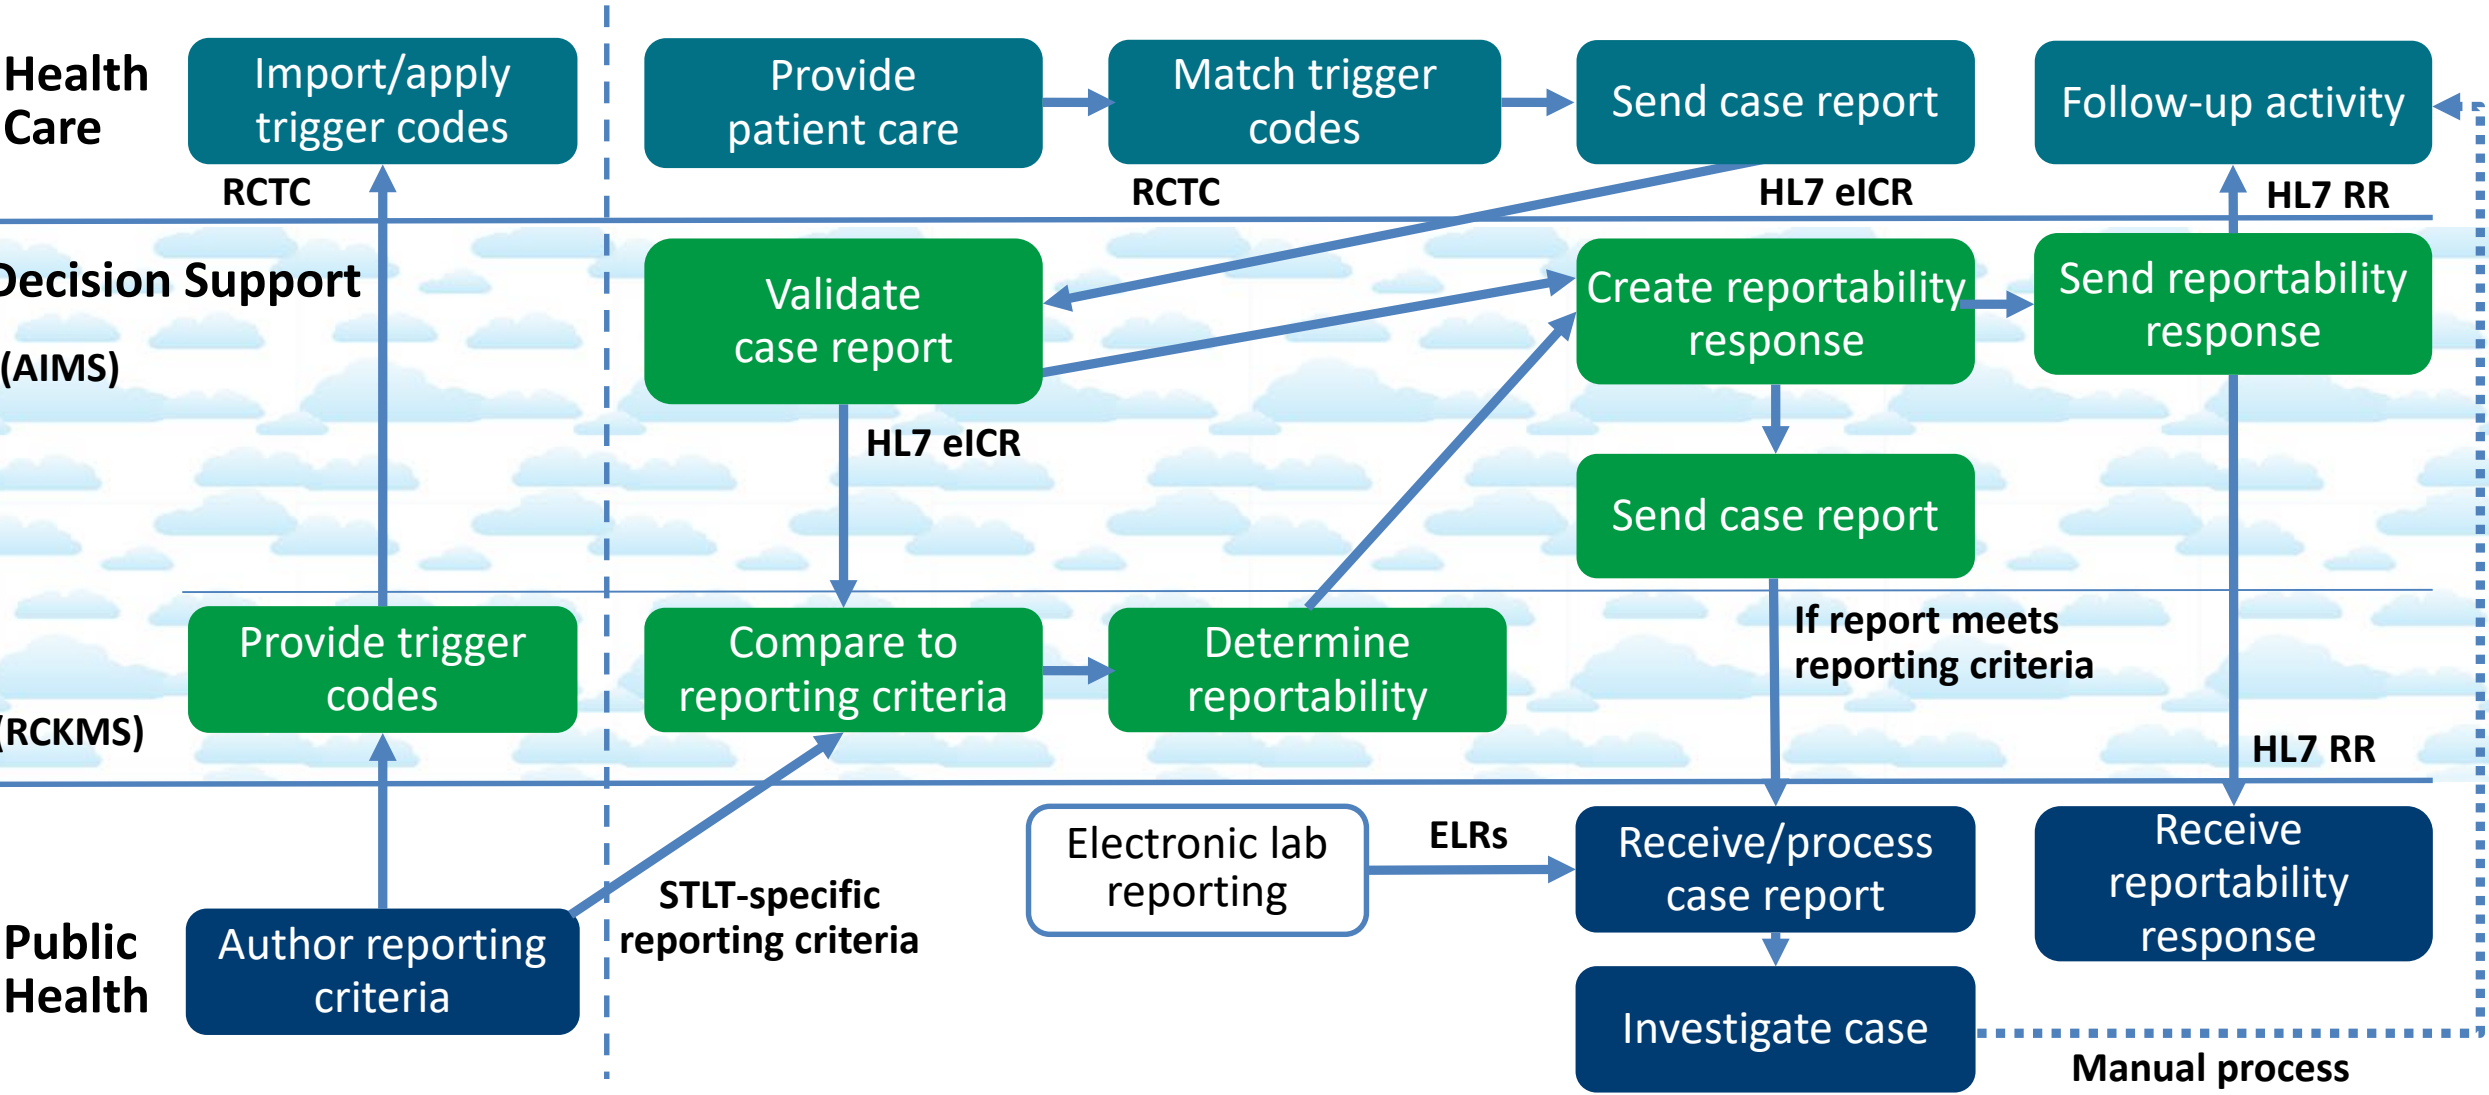 Health
Care
Import/apply
trigger codes
Provide
patient care
Match trigger
codes
Send case report
Follow-up activity
RCTC
RCTC
HL7 eICR
HL7 RR
Decision Support
(AIMS)
Validate
case report
Create reportability
response
Send reportability
response
HL7 eICR
Send case report
If report meets
reporting criteria
Provide trigger
codes
Compare to
reporting criteria
Determine
reportability
(RCKMS)
HL7 RR
Electronic lab
reporting
ELRs
Receive/process
case report
Receive
reportability
response
STLT-specific
reporting criteria
Public
Health
Author reporting
criteria
Investigate case
Manual process